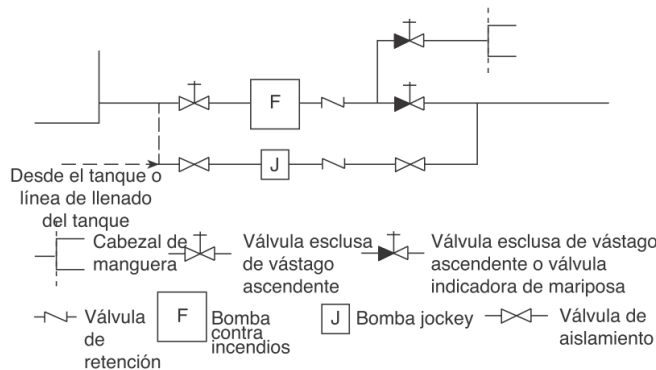 F
J
Desde el tanque o
línea de llenado
del tanque
Cabezal de
manguera
Válvula esclusa
de vástago
ascendente
Válvula esclusa de vástago
ascendente o válvula
indicadora de mariposa
Válvula
de
retención
F
Bomba
contra
incendios
J
Bomba jockey
Válvula de
aislamiento